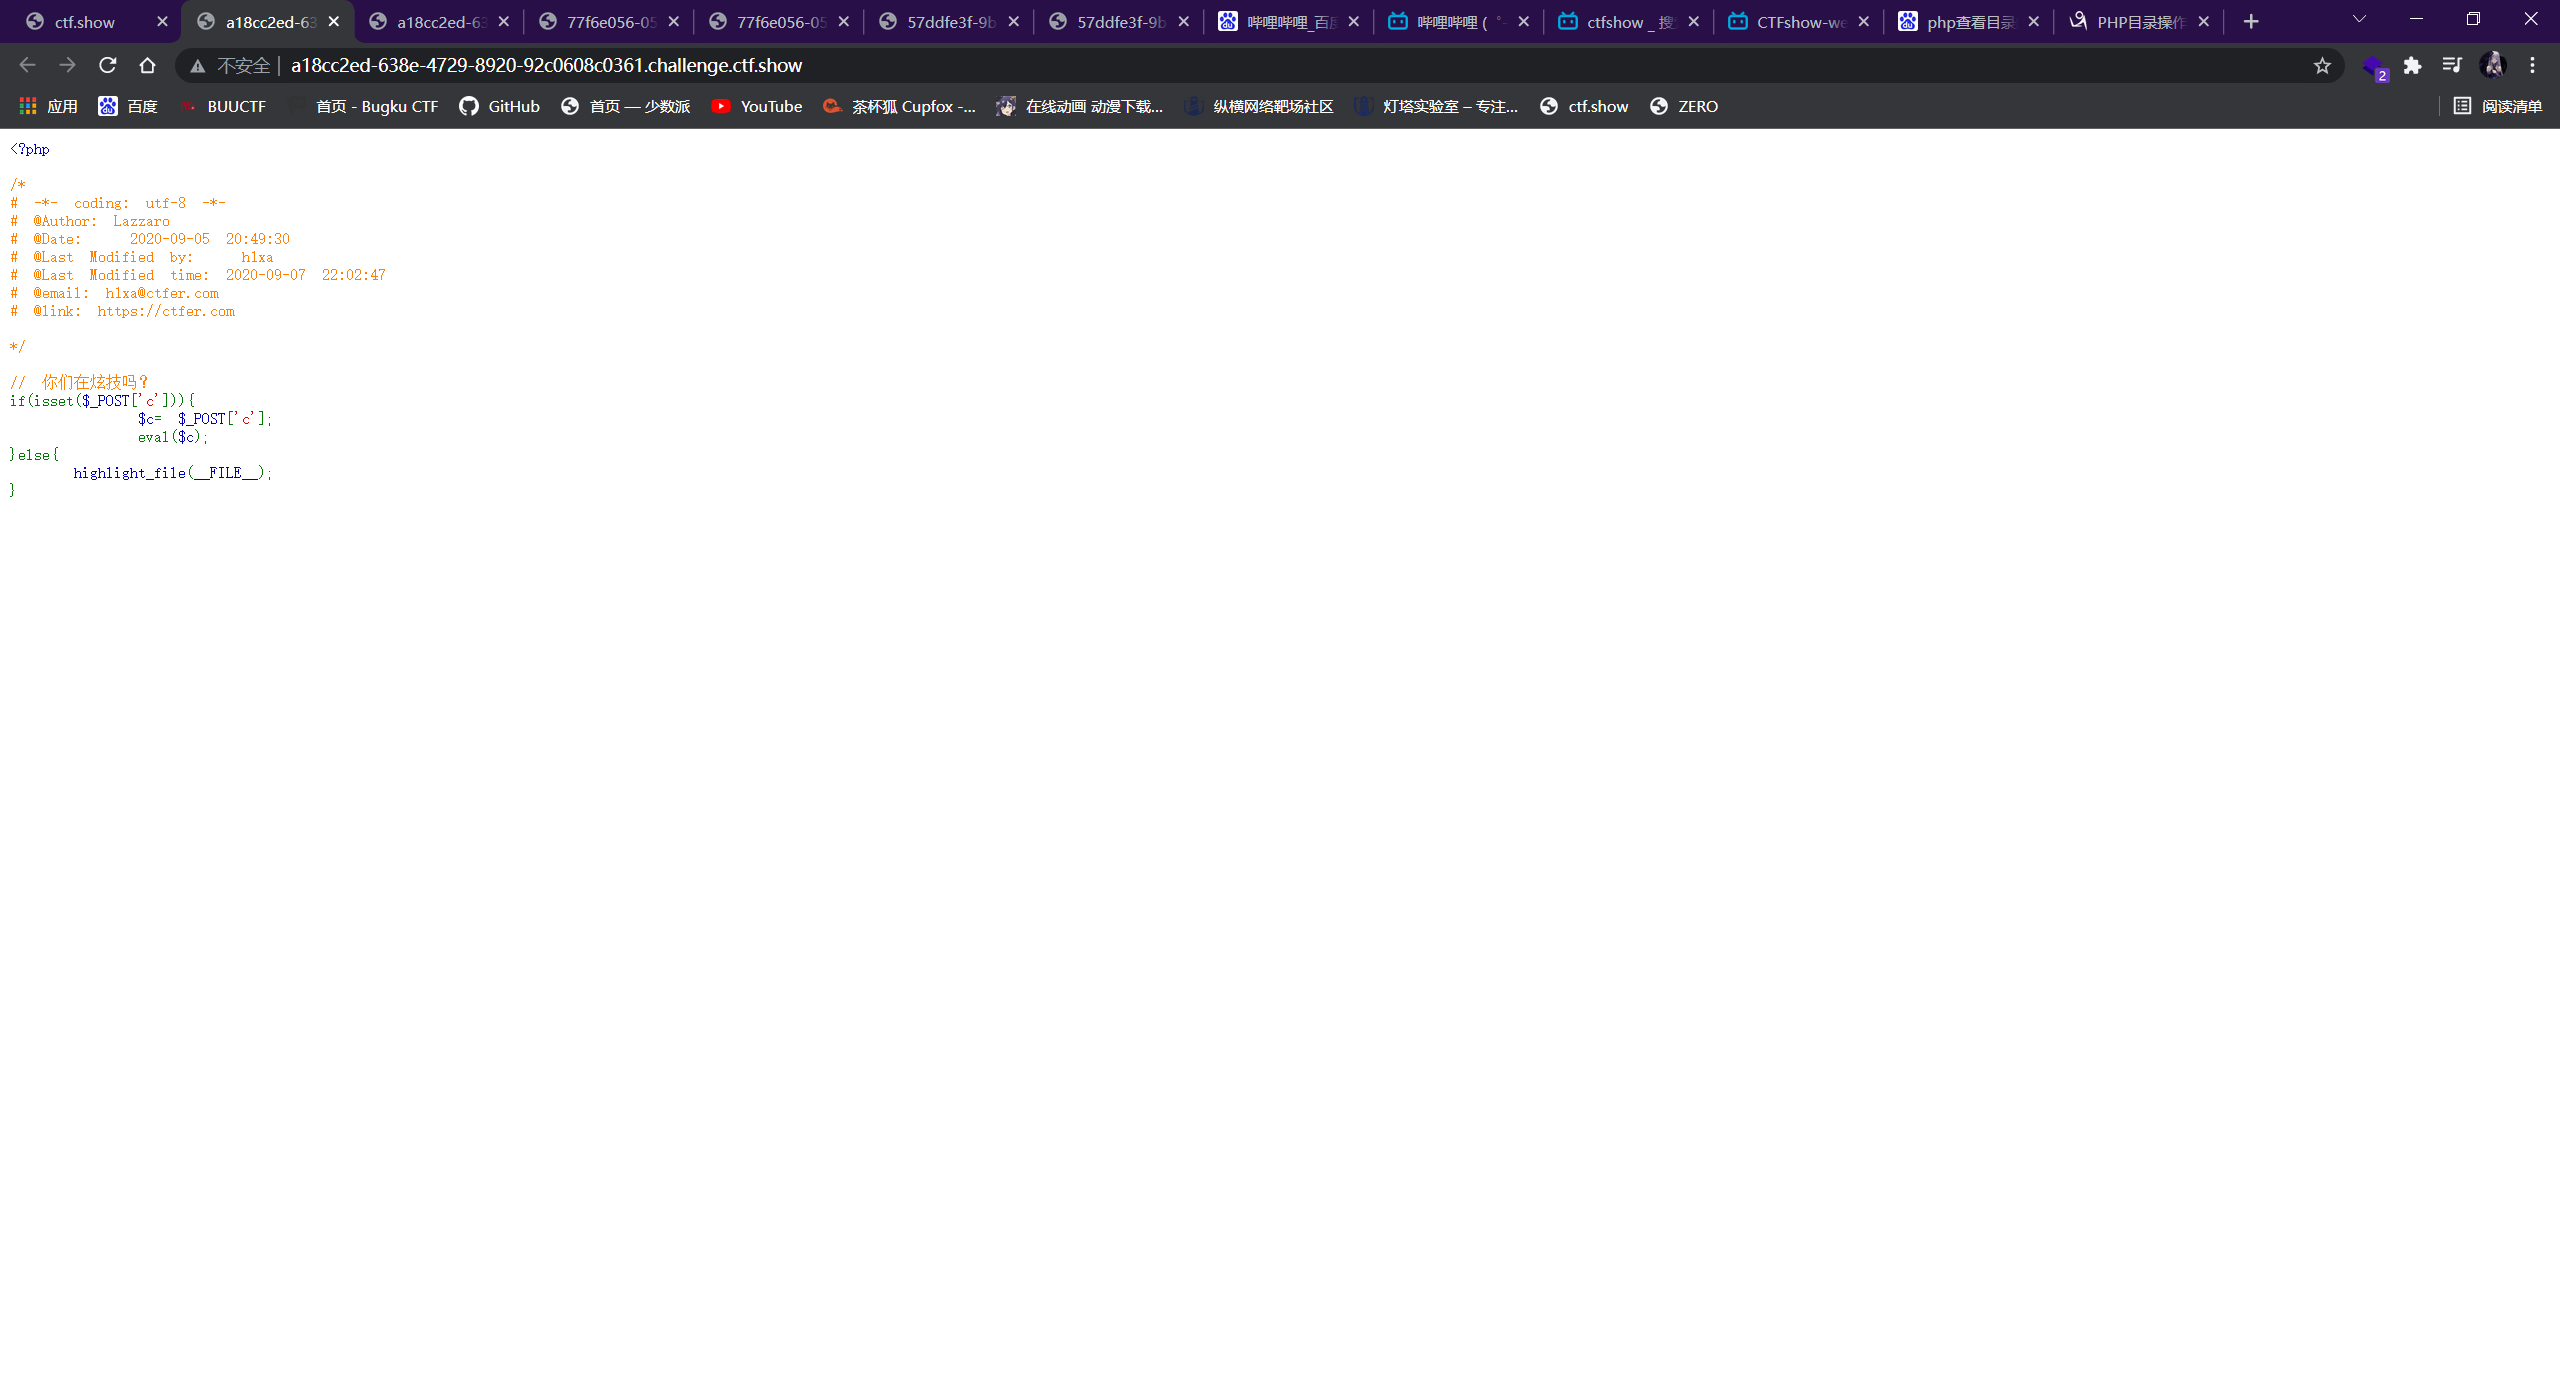 ctf.show
a18cc2ed-63
a18cc2ed-63
77f6e056-05
77f6e056-05
57ddfe3f-9b
57ddfe3f-9b
哔哩哔哩_百度
哔哩哔哩 (
ctfshow _ 搜
CTFshow-we
php查看目录
PHP目录操作
不安全
a18cc2ed-638e-4729-8920-92c0608c0361.challenge.ctf.show
2
应用
百度
BUUCTF
首页 - Bugku CTF
GitHub
首页 — 少数派
YouTube
茶杯狐 Cupfox -...
在线动画 动漫下载...
纵横网络靶场社区
灯塔实验室 – 专注...
ctf.show
ZERO
阅读清单
<?php
/*
# -*- coding: utf-8 -*-
# @Author: Lazzaro
# @Date:   2020-09-05 20:49:30
# @Last Modified by:   h1xa
# @Last Modified time: 2020-09-07 22:02:47
# @email: h1xa@ctfer.com
# @link: https://ctfer.com
*/
// 你们在炫技吗？
if(isset($_POST['c'])){
        $c= $_POST['c'];
        eval($c);
}else{
    highlight_file(__FILE__);
}